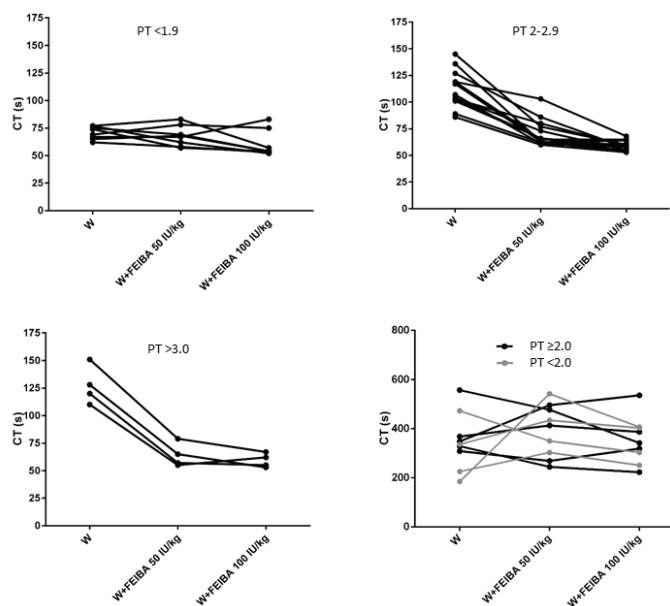 PT <1.9
175
150
125
100
75
50
25
0
CT (s)
W
W+FEIBA 50 IU/kg
W+FEIBA 100 IU/kg
PT 2-2.9
175
150
125
100
75
50
25
0
CT (s)
W
W+FEIBA 50 IU/kg
W+FEIBA 100 IU/kg
PT >3.0
175
150
125
100
75
50
25
0
CT (s)
W
W+FEIBA 50 IU/kg
W+FEIBA 100 IU/kg
PT ≥2.0
PT <2.0
800
600
400
200
0
CT (s)
W
W+FEIBA 50 IU/kg
W+FEIBA 100 IU/kg